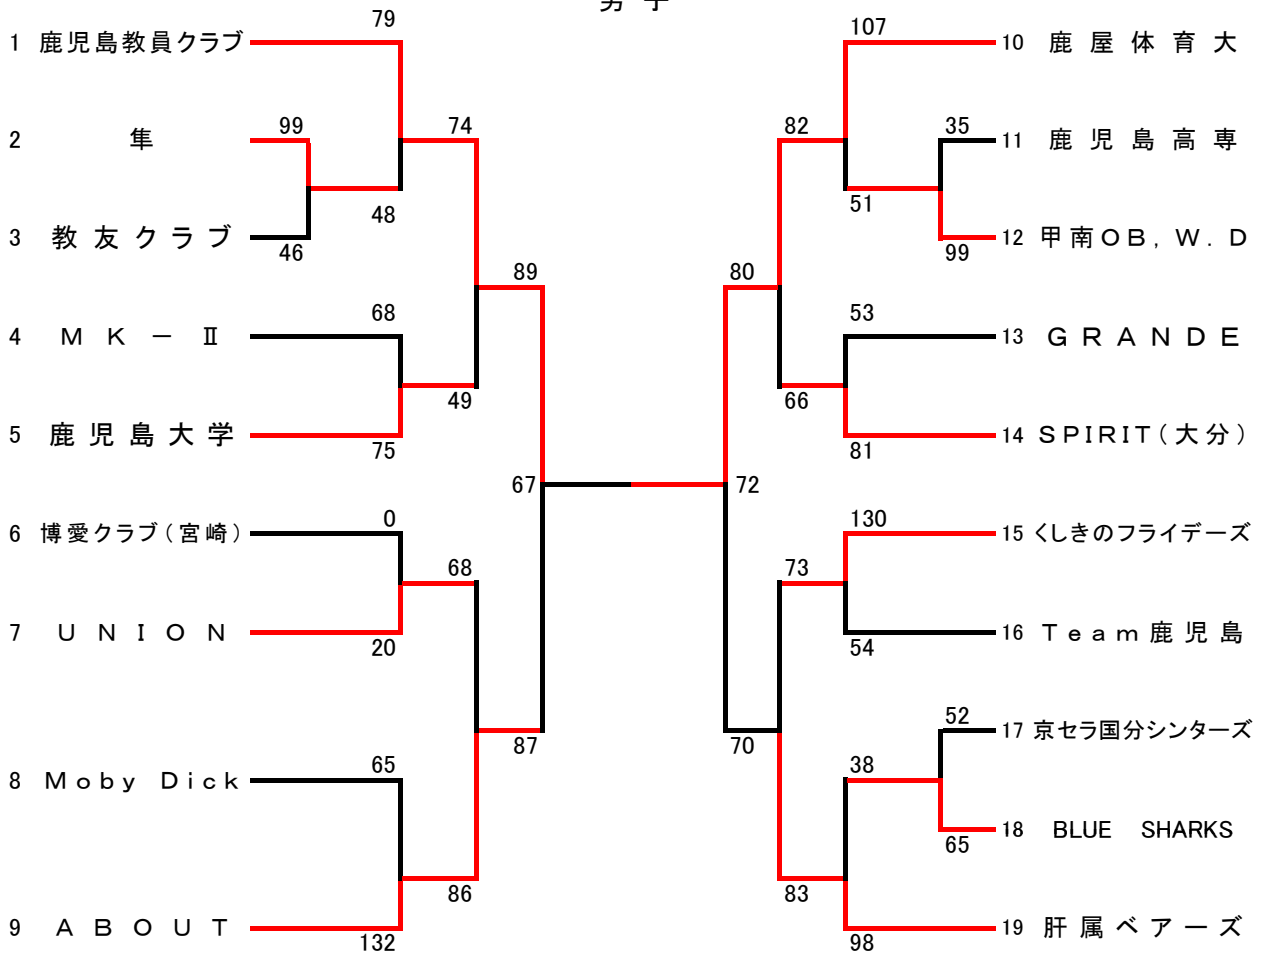 男 子
1 鹿児島教員クラブ 79
2 隼 99
74
48
3 教 友 ク ラ ブ 46
89
4 Ｍ Ｋ － Ⅱ 68
49
5 鹿 児 島 大 学 75
67
6 博愛クラブ（宮崎） 0
68
7 Ｕ Ｎ Ｉ Ｏ Ｎ 20
87
8 Ｍｏｂｙ Ｄｉｃｋ 65
86
9 Ａ Ｂ Ｏ Ｕ Ｔ 132
107 10 鹿 屋 体 育 大
82
35 11 鹿 児 島 高 専
51
99 12 甲南ＯＢ，Ｗ．Ｄ
80
53 13 Ｇ Ｒ Ａ Ｎ Ｄ Ｅ
66
81 14 ＳＰＩＲＩＴ（大分）
72
130 15 くしきのフライデーズ
73
54 16 Ｔｅａｍ鹿児島
70
52 17 京セラ国分シンターズ
38
65 18 BLUE　SHARKS
83
98 19 肝属ベアーズ